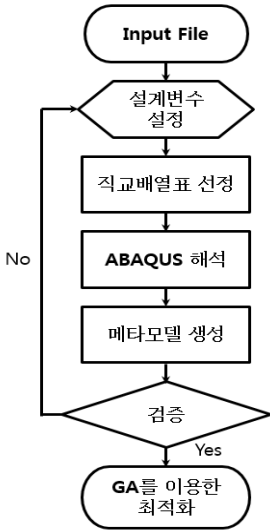 Input File
설계변수
설정
직교배열표 선정
ABAQUS 해석
No
메타모델 생성
검증
Yes
GA를 이용한
최적화